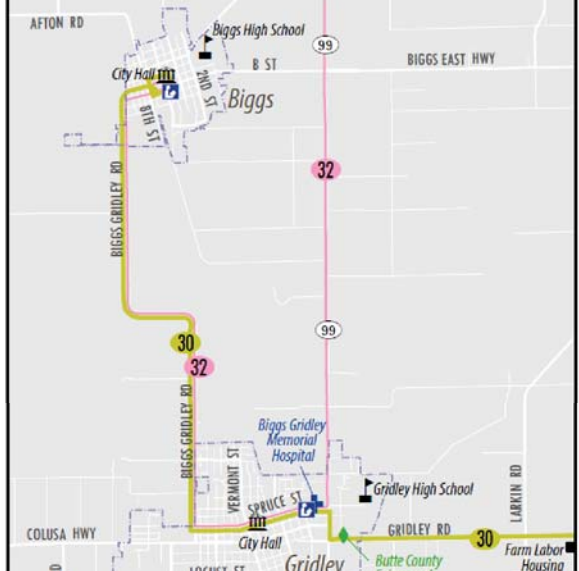 AFTON RD
Biggs High School
99
City Hall
B ST
BIGGS EAST HWY
2ND ST
Biggs
8TH ST
BIGGS GRIDLEY RD
32
99
30
32
BIGGS GRIDLEY RD
Biggs Gridley
Memorial
Hospital
VERMONT ST
SPRUCE ST
Gridley High School
LARKIN RD
COLUSA HWY
City Hall
GRIDLEY RD
30
Farm Labor
Housing
LOCUST ST
Gridley
Butte County